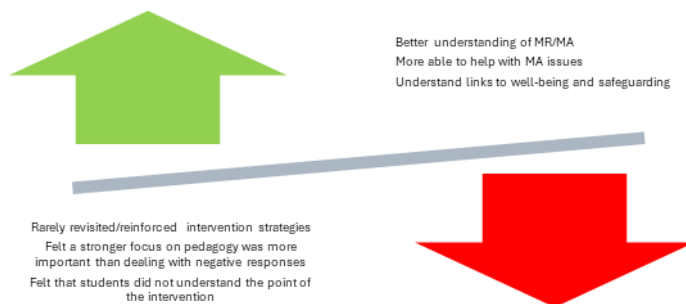 Better understanding of MR/MA
More able to help with MA issues
Understand links to well-being and safeguarding
Rarely revisited/reinforced intervention strategies
Felt a stronger focus on pedagogy was more
important than dealing with negative responses
Felt that students did not understand the point of
the intervention